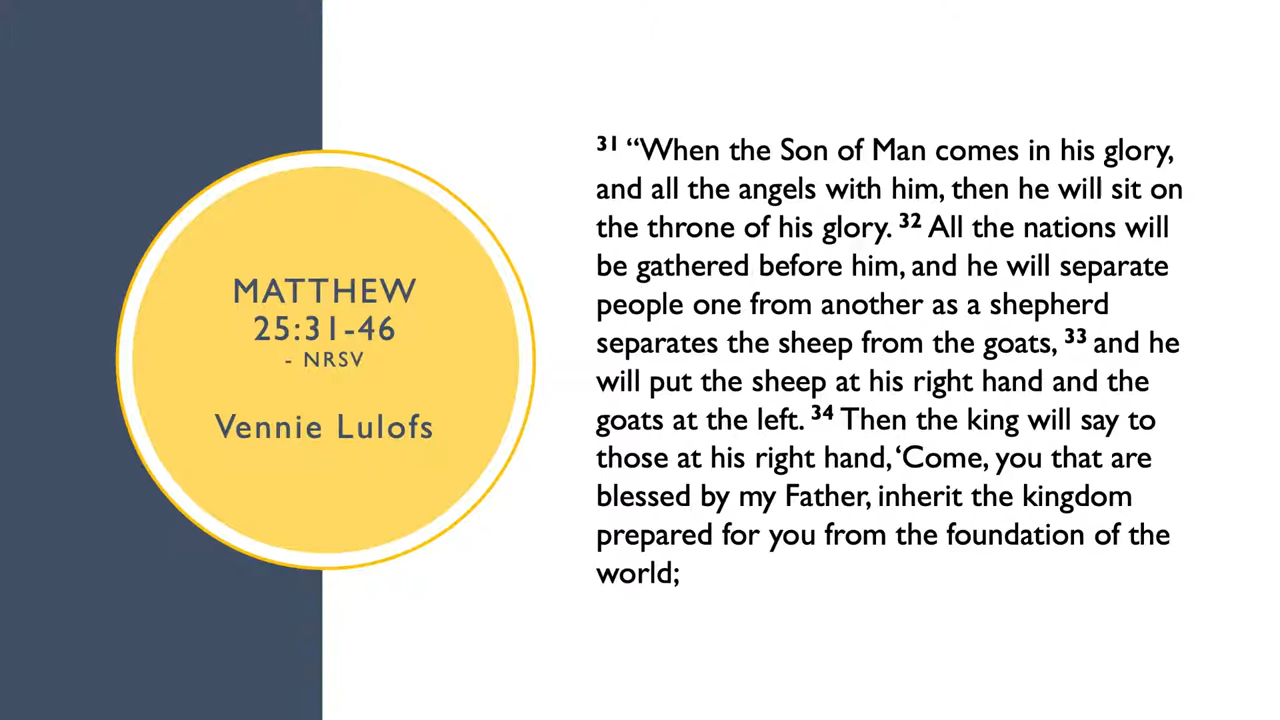 MATTHEW
25:31-46
- NRSV
Vennie Lulofs
31 “When the Son of Man comes in his glory,
and all the angels with him, then he will sit on
the throne of his glory. 32 All the nations will
be gathered before him, and he will separate
people one from another as a shepherd
separates the sheep from the goats, 33 and he
will put the sheep at his right hand and the
goats at the left. 34 Then the king will say to
those at his right hand, ‘Come, you that are
blessed by my Father, inherit the kingdom
prepared for you from the foundation of the
world;